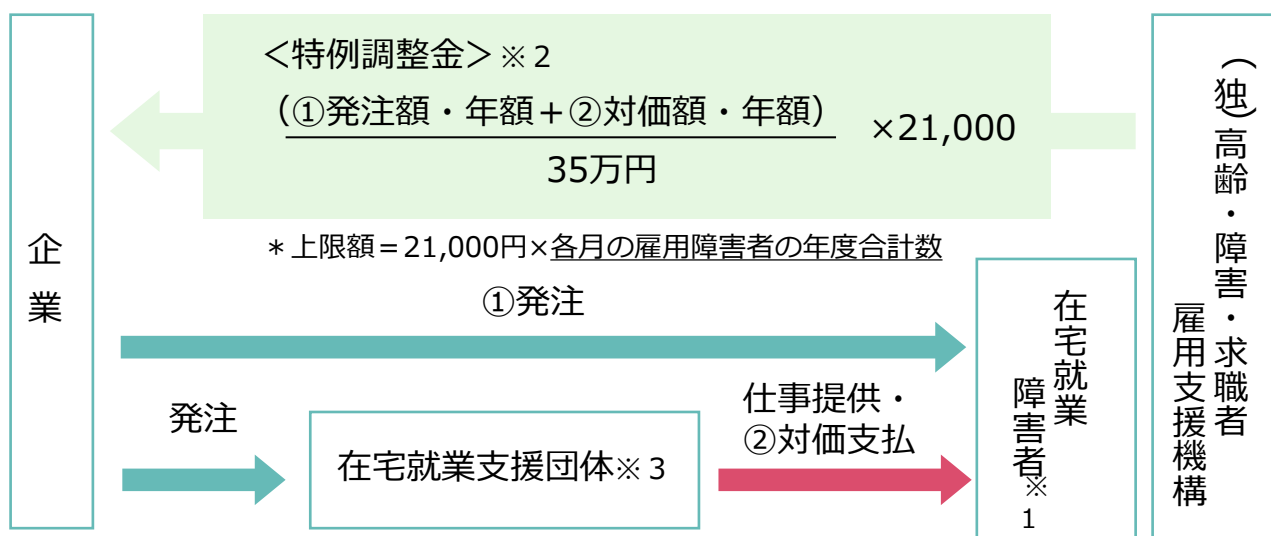 ＜特例調整金＞※２
（①発注額・年額＋②対価額・年額）
35万円
×21,000
＊上限額＝21,000円×各月の雇用障害者の年度合計数
企業
①発注
発注
在宅就業支援団体※３
仕事提供・
②対価支払
在宅就業
障害者※1
（独）高齢・障害・求職者
雇用支援機構